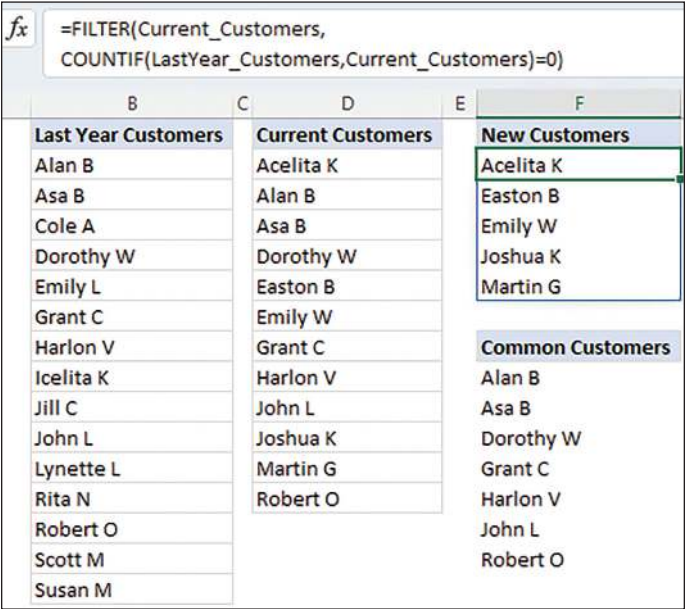 fx
=FILTER(Current_Customers,
COUNTIF(LastYear_Customers,Current_Customers)=0)
B C D E F
Last Year Customers Current Customers New Customers
Alan B Acelita K Acelita K
Asa B Alan B Easton B
Cole A Asa B Emily W
Dorothy W Dorothy W Joshua K
Emily L Easton B Martin G
Grant C Emily W
Harlon V Grant C Common Customers
Icelita K Harlon V Alan B
Jill C John L Asa B
John L Joshua K Dorothy W
Lynette L Martin G Grant C
Rita N Robert O Harlon V
Robert O John L
Scott M Robert O
Susan M